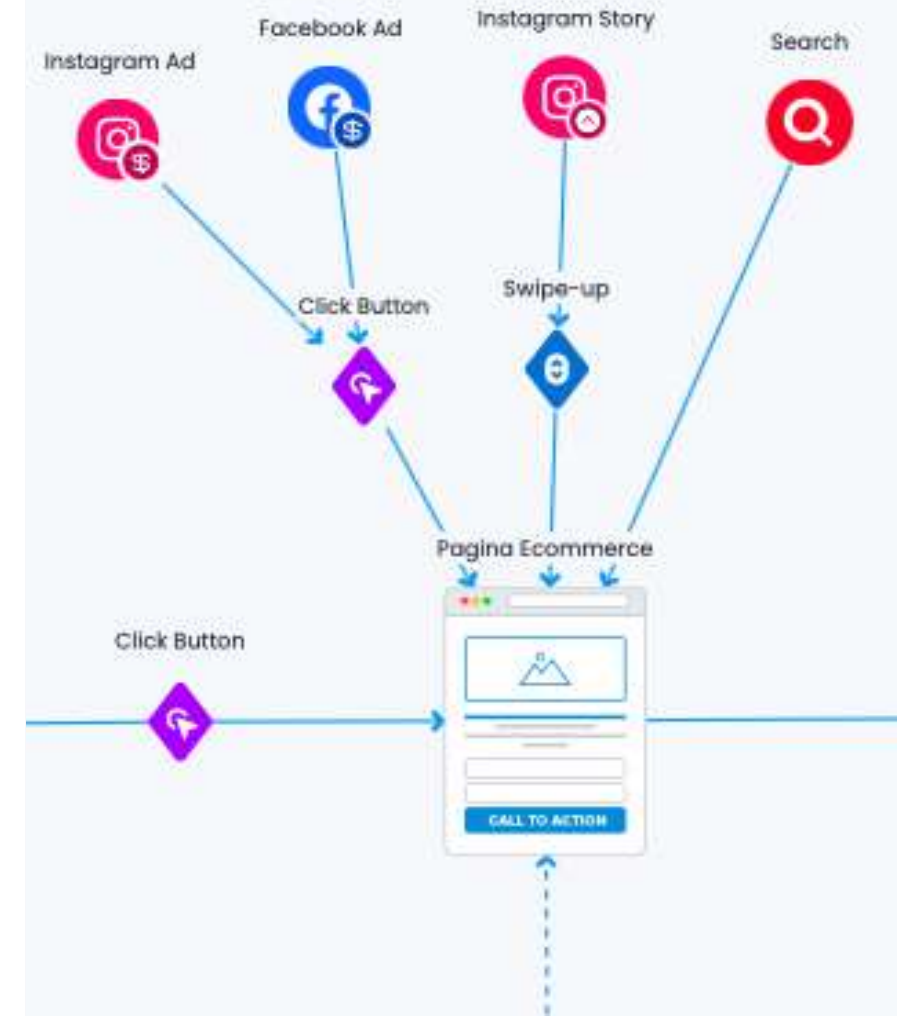 Instagram Story
Facebook Ad
Search
Instagram Ad
Swipe-up
Click Button
Pagina Ecommerce
Click Button
CALL TO ACTION